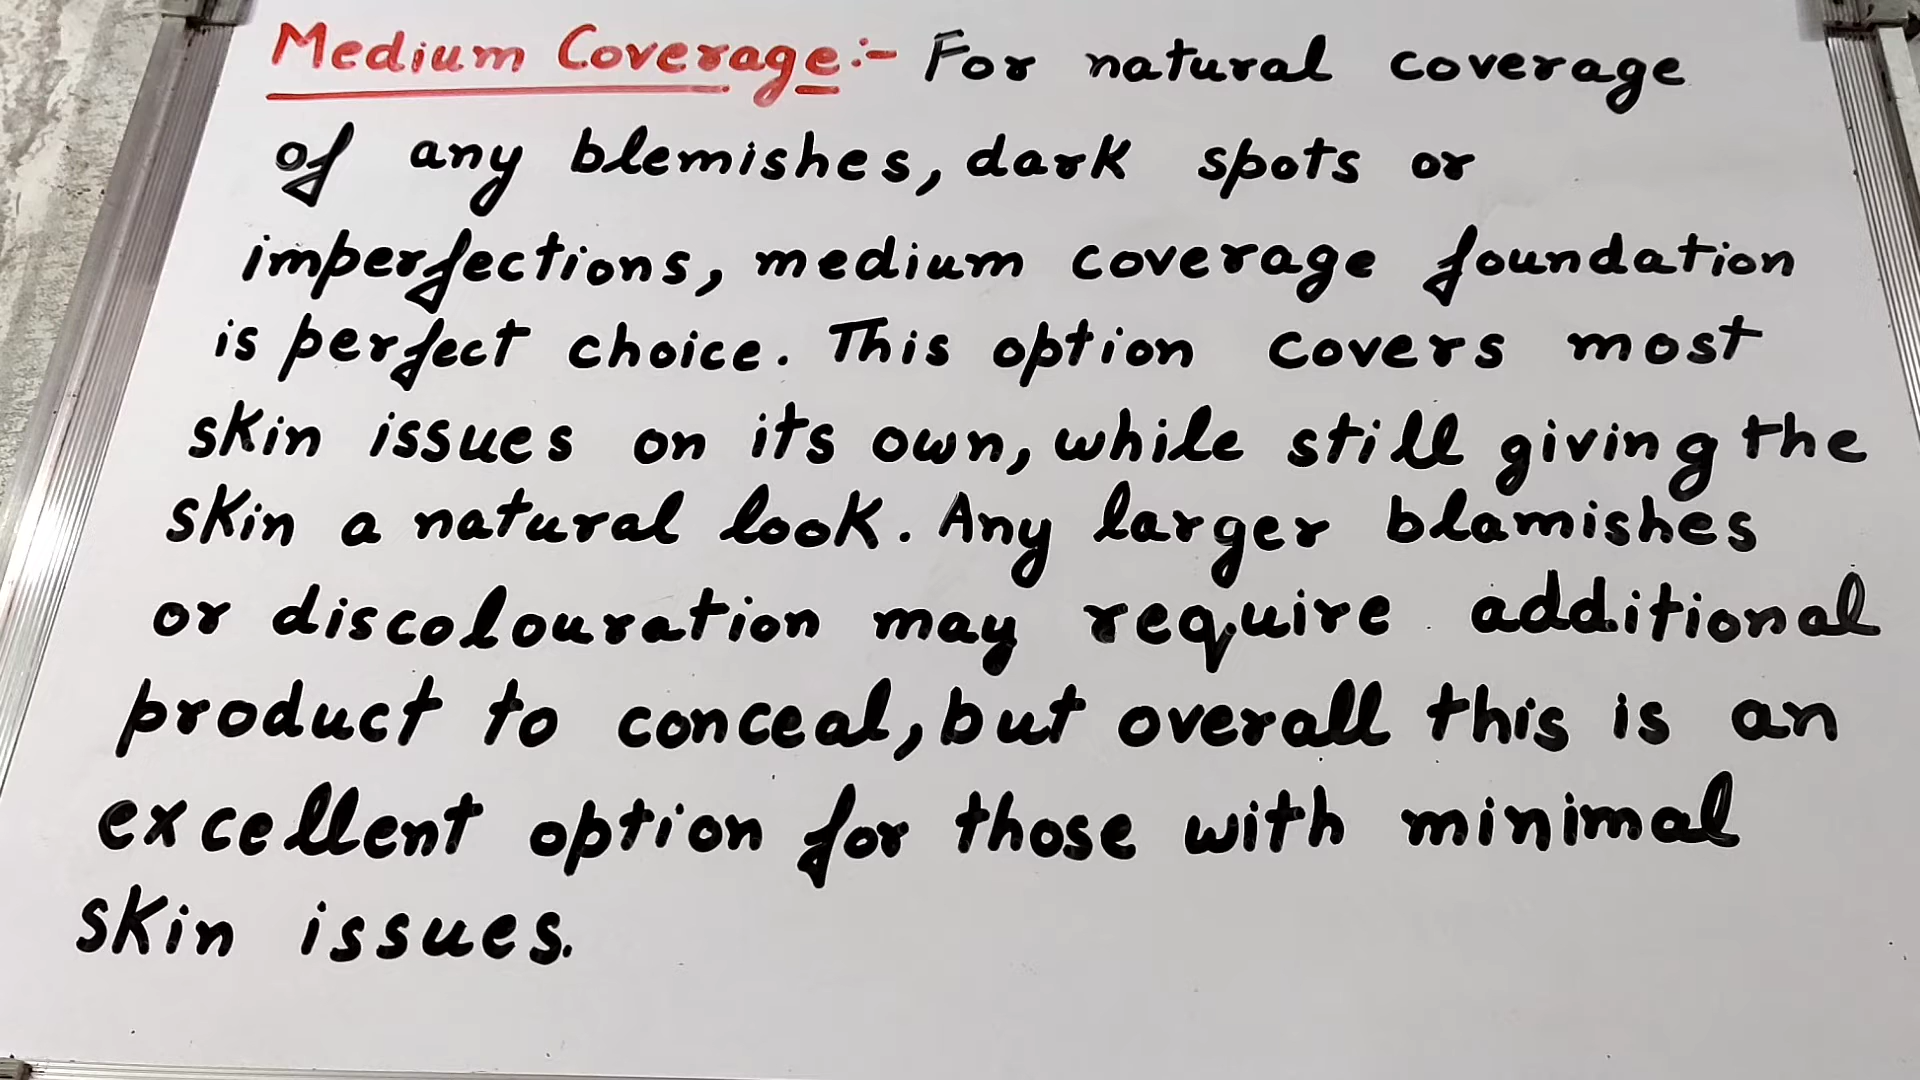 Medium Coverage:- For natural coverage
of any blemishes, dark spots or
imperfections, medium coverage foundation
is perfect choice. This option covers most
skin issues on its own, while still giving the
skin a natural look. Any larger blamishes
or discolouration may require additional
product to conceal, but overall this is an
excellent option for those with minimal
skin issues.